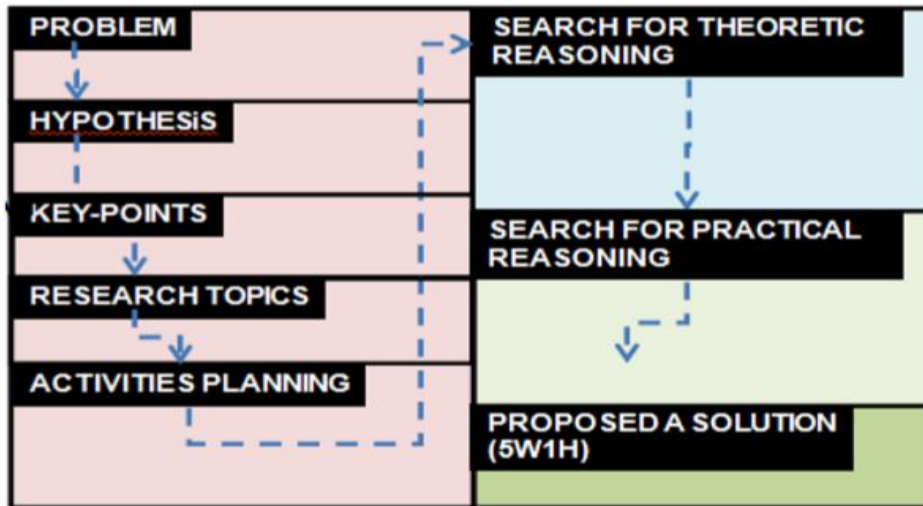 PROBLEM
HYPOTHESiS
KEY-POINTS
RESEARCH TOPICS
ACTIVITIES PLANNING
SEARCH FOR THEORETIC
REASONING
SEARCH FOR PRACTICAL
REASONING
PROPOSED A SOLUTION
(5W1H)